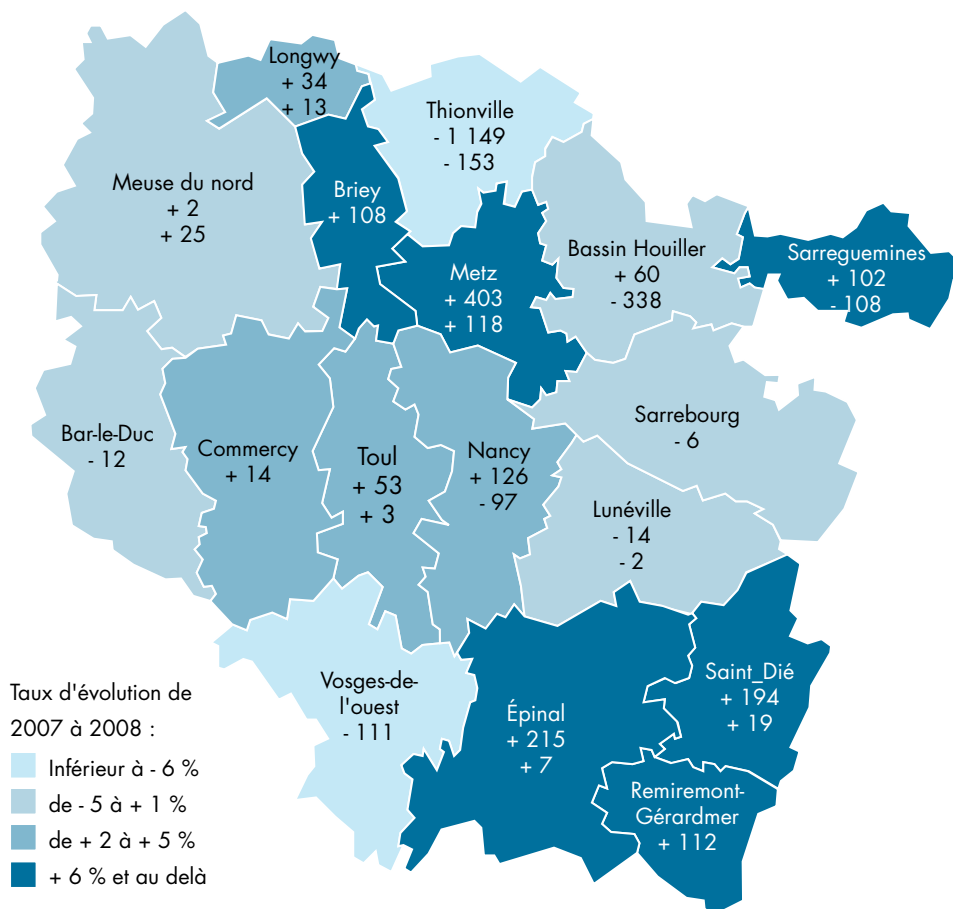 Longwy
+ 34
+ 13
Thionville
- 1 149
- 153
Meuse du nord
+ 2
+ 25
Briey
+ 108
Metz
+ 403
+ 118
Bassin Houiller
+ 60
- 338
Sarreguemines
+ 102
- 108
Bar-le-Duc
- 12
Commercy
+ 14
Toul
+ 53
+ 3
Nancy
+ 126
- 97
Sarrebourg
- 6
Lunéville
- 14
- 2
Vosges-de-
l'ouest
- 111
Épinal
+ 215
+ 7
Saint_Dié
+ 194
+ 19
Remiremont-
Gérardmer
+ 112
Taux d'évolution de
2007 à 2008 :
Inférieur à - 6 %
de - 5 à + 1 %
de + 2 à + 5 %
+ 6 % et au delà